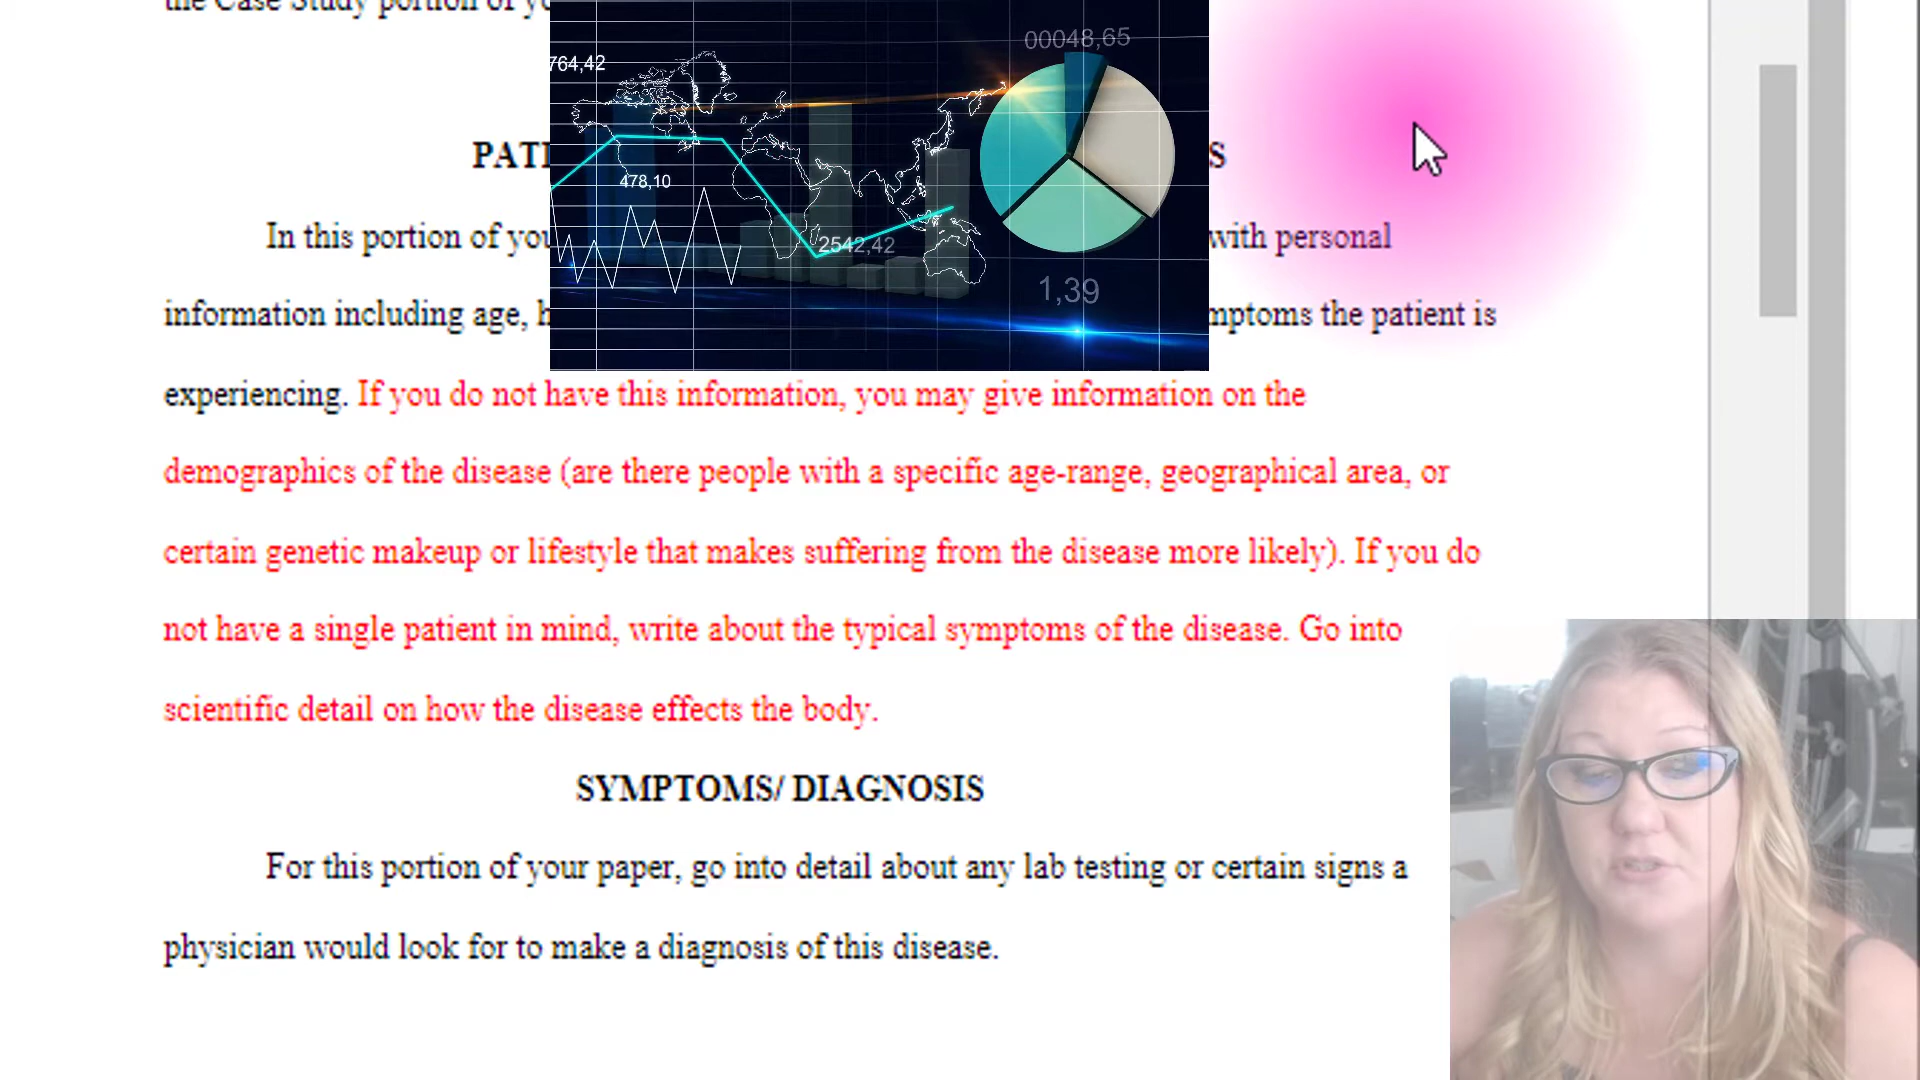 the Case Study portion of
00048,65
764,42
478,10
2542,42
1,39
In this portion of with personal
information including age, the patient is
experiencing. If you do not have this information, you may give information on the
demographics of the disease (are there people with a specific age-range, geographical area, or
certain genetic makeup or lifestyle that makes suffering from the disease more likely). If you do
not have a single patient in mind, write about the typical symptoms of the disease. Go into
scientific detail on how the disease effects the body.
SYMPTOMS/ DIAGNOSIS
For this portion of your paper, go into detail about any lab testing or certain signs a
physician would look for to make a diagnosis of this disease.